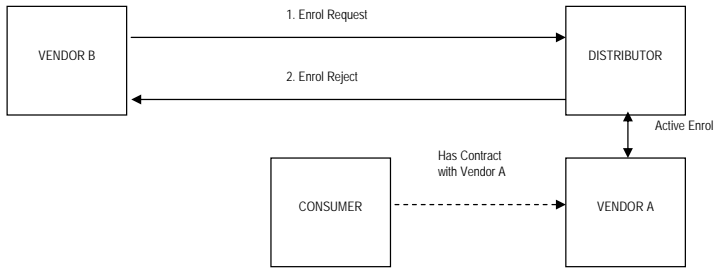 1. Enrol Request
VENDOR B
DISTRIBUTOR
2. Enrol Reject
Active Enrol
Has Contract
with Vendor A
CONSUMER
VENDOR A